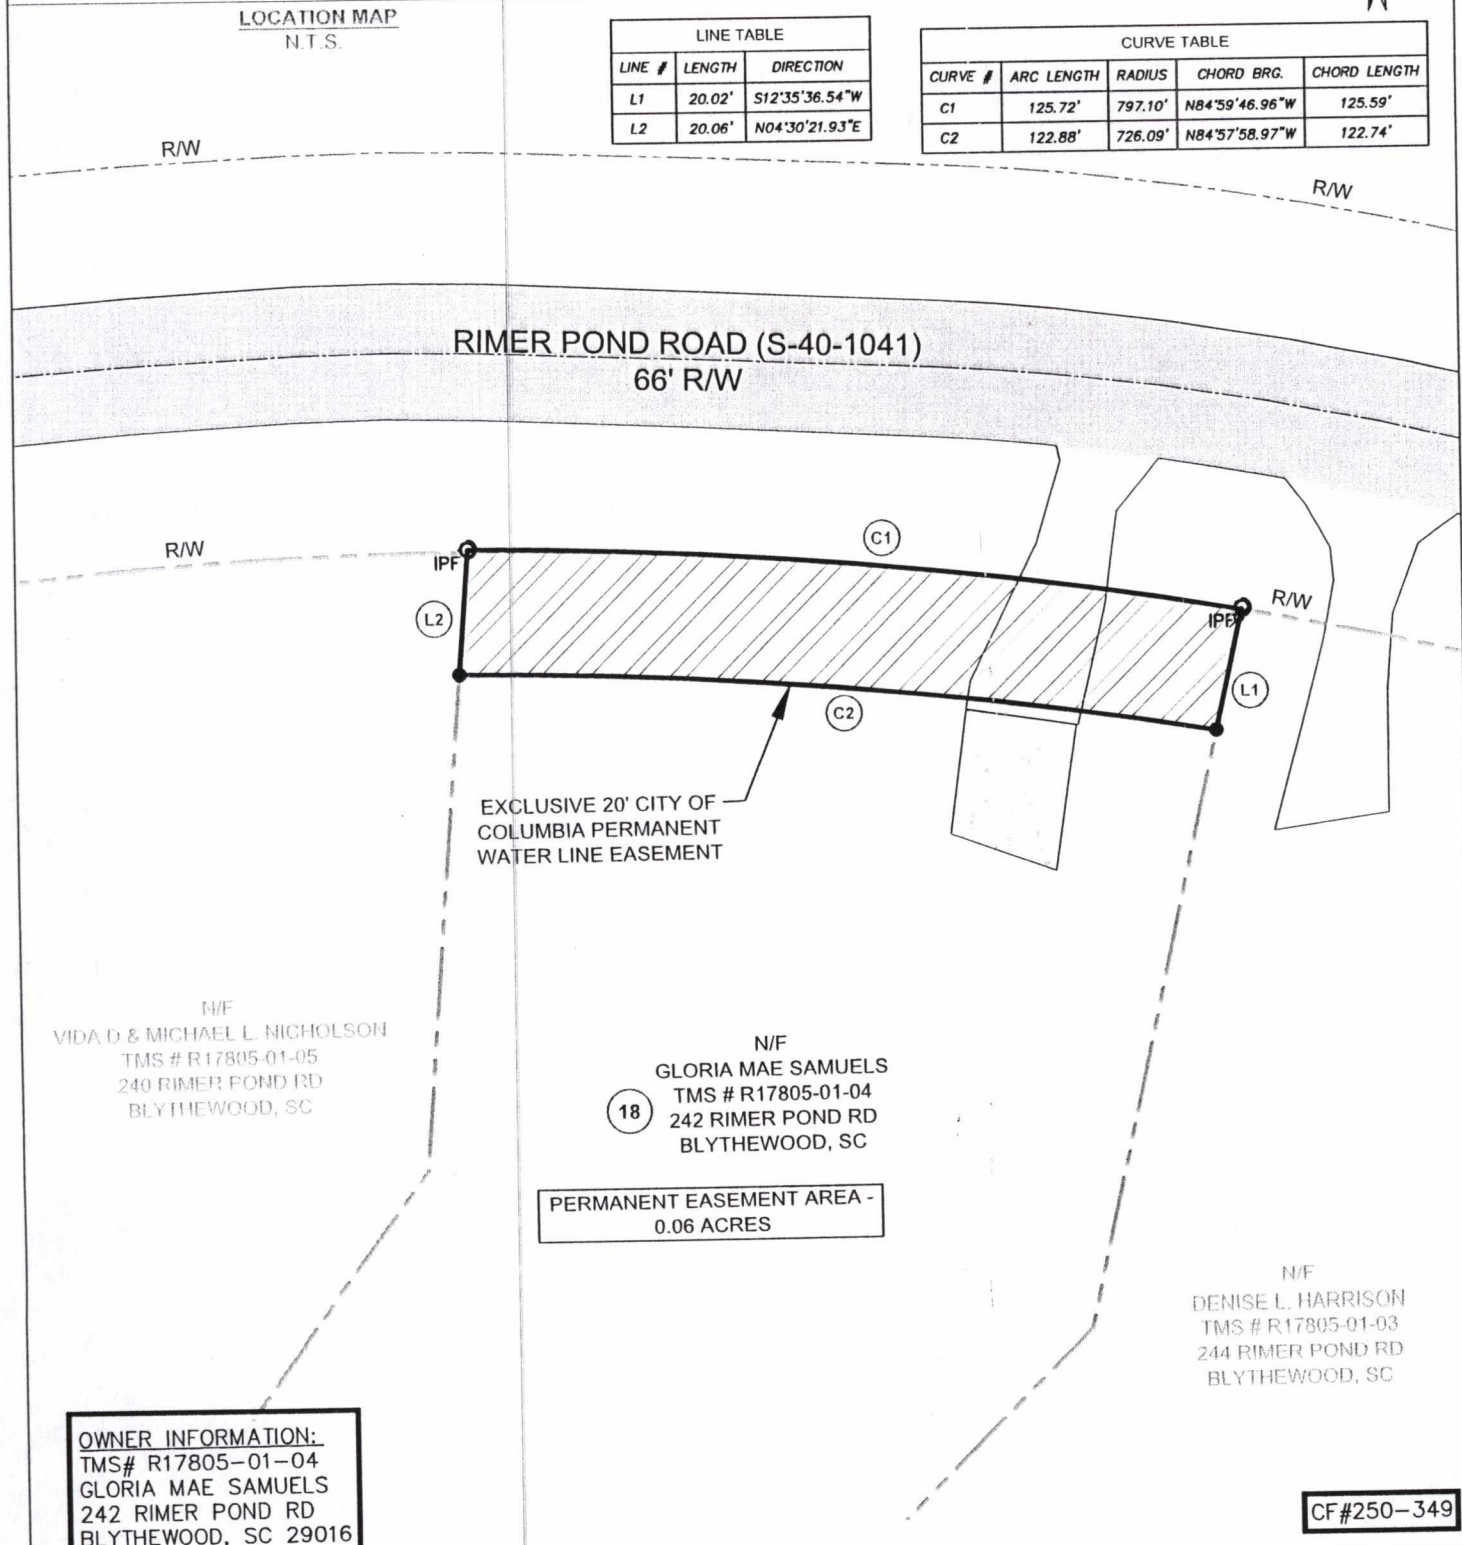 LOCATION MAP
N.T.S.
LINE TABLE
LINE # LENGTH DIRECTION
L1 20.02' S12°35'36.54"W
L2 20.06' N04°30'21.93"E
CURVE TABLE
CURVE # ARC LENGTH RADIUS CHORD BRG. CHORD LENGTH
C1 125.72' 797.10' N84°59'46.96"W 125.59'
C2 122.88' 726.09' N84°57'58.97"W 122.74'
R/W
R/W
RIMER POND ROAD (S-40-1041)
66' R/W
R/W
IPF
C1
R/W
IPF
L2
L1
C2
EXCLUSIVE 20' CITY OF
COLUMBIA PERMANENT
WATER LINE EASEMENT
N/F
VIDA D & MICHAEL L. NICHOLSON
TMS # R17805-01-05
240 RIMER POND RD
BLYTHEWOOD, SC
18
N/F
GLORIA MAE SAMUELS
TMS # R17805-01-04
242 RIMER POND RD
BLYTHEWOOD, SC
PERMANENT EASEMENT AREA -
0.06 ACRES
N/F
DENISE L. HARRISON
TMS # R17805-01-03
244 RIMER POND RD
BLYTHEWOOD, SC
OWNER INFORMATION:
TMS# R17805-01-04
GLORIA MAE SAMUELS
242 RIMER POND RD
BLYTHEWOOD, SC 29016
CF#250-349